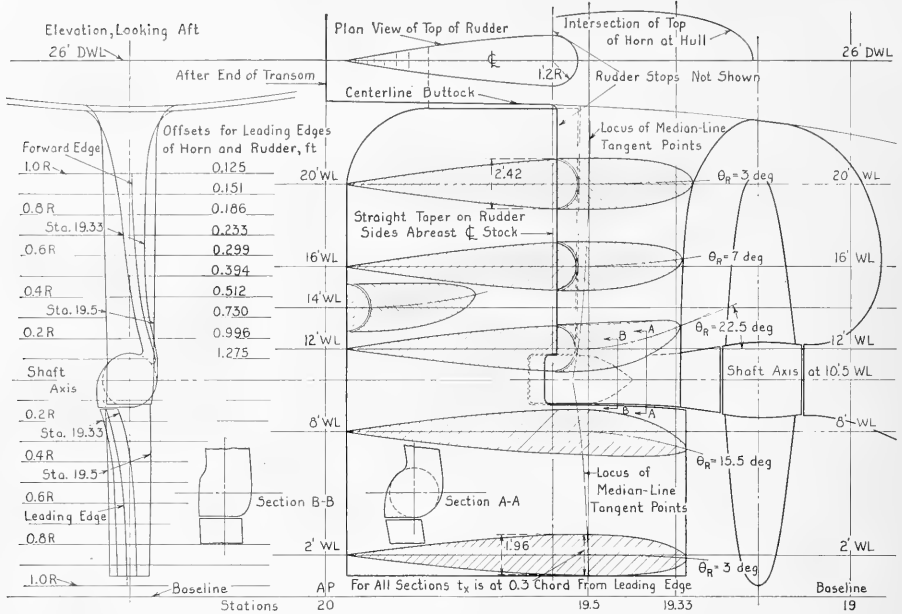 Elevation, Looking Aft
26' DWL
Plan View of Top of Rudder
Intersection of Top
of Horn at Hull
26' DWL
℄
1.2R
After End of Transom
Rudder Stops Not Shown
Centerline Buttock
Offsets for Leading Edges
of Horn and Rudder, ft
Forward Edge
Locus of Median-Line
Tangent Points
1.0 R
0.125
0.151
0.8R
0.186
Sta. 19.33
0.233
0.6R
0.299
0.394
0.4R
0.512
Sta. 19.5
0.730
0.2R
0.996
1.275
Shaft
Axis
0.2R
Sta. 19.33
0.4R
Sta. 19.5
0.6R
Leading Edge
0.8R
1.0R
Baseline
Stations
Section B-B
Section A-A
20' WL
2.42
θR = 3 deg
20' WL
Straight Taper on Rudder
Sides Abreast ℄ Stock
16' WL
θR = 7 deg
16' WL
14' WL
θR = 22.5 deg
12' WL
B
A
12' WL
Shaft Axis at 10.5 WL
B
A
8'
8' WL
θR = 15.5 deg
Locus of
Median-Line
Tangent Points
2' WL
1.96
2' WL
θR = 3 deg
AP
For All Sections tx is at 0.3 Chord From Leading Edge
Baseline
20
19.5
19.33
19